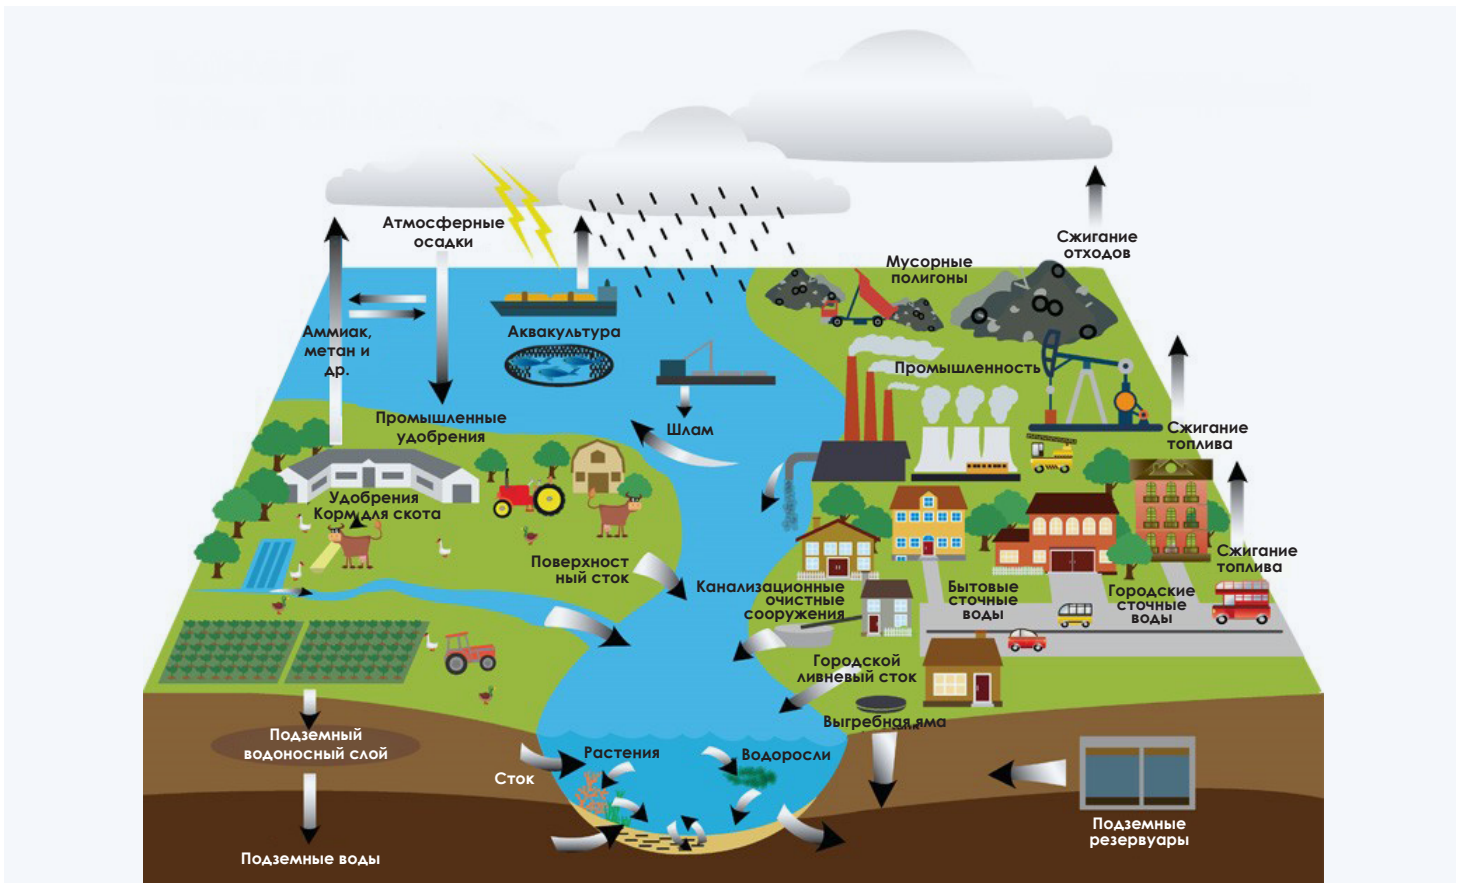 Атмосферные
осадки
Сжигание
отходов
Мусорные
полигоны
Аммиак,
метан и
др.
Аквакультура
Промышленность
Промышленные
удобрения
Шлам
Сжигание
топлива
Удобрения
Корм для скота
Поверхност
ный сток
Сжигание
топлива
Канализационные
очистные
сооружения
Бытовые
сточные
воды
Городские
сточные
воды
Городской
ливневый сток
Выгребная яма
Подземный
водоносный слой
Сток
Растения
Водоросли
Подземные воды
Подземные
резервуары